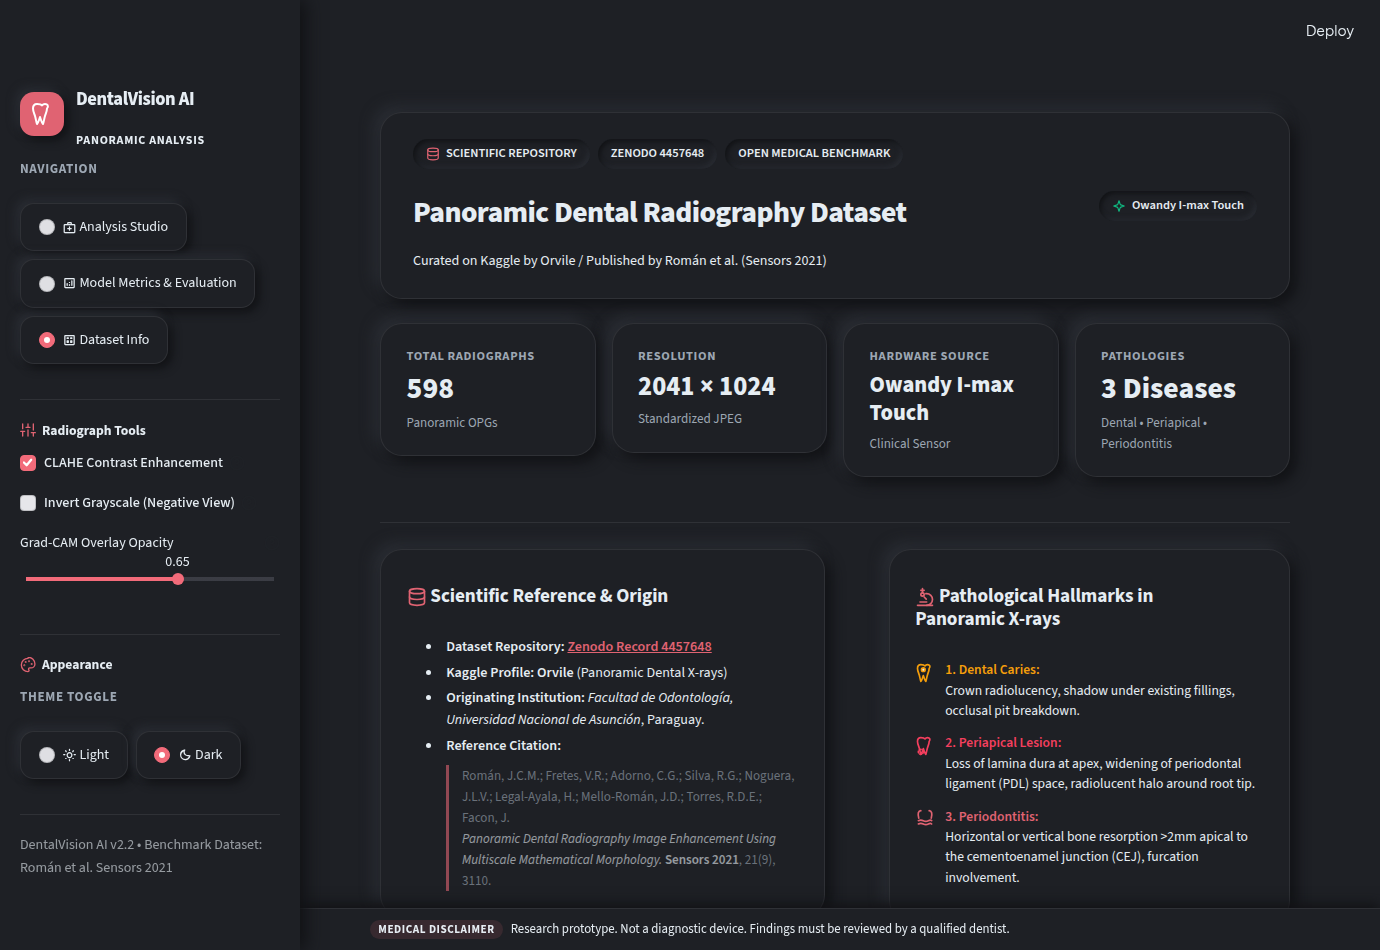 Deploy
DentalVision AI
PANORAMIC ANALYSIS
NAVIGATION
Analysis Studio
Model Metrics & Evaluation
Dataset Info
Radiograph Tools
CLAHE Contrast Enhancement
Invert Grayscale (Negative View)
Grad-CAM Overlay Opacity
0.65
Appearance
THEME TOGGLE
Light
Dark
DentalVision AI v2.2 • Benchmark Dataset:
Román et al. Sensors 2021
SCIENTIFIC REPOSITORY
ZENODO 4457648
OPEN MEDICAL BENCHMARK
Panoramic Dental Radiography Dataset
Owandy I-max Touch
Curated on Kaggle by Orvile / Published by Román et al. (Sensors 2021)
TOTAL RADIOGRAPHS
598
Panoramic OPGs
RESOLUTION
2041 × 1024
Standardized JPEG
HARDWARE SOURCE
Owandy I-max
Touch
Clinical Sensor
PATHOLOGIES
3 Diseases
Dental • Periapical •
Periodontitis
Scientific Reference & Origin
• Dataset Repository: Zenodo Record 4457648
• Kaggle Profile: Orvile (Panoramic Dental X-rays)
• Originating Institution: Facultad de Odontología,
Universidad Nacional de Asunción, Paraguay.
• Reference Citation:
Román, J.C.M.; Fretes, V.R.; Adorno, C.G.; Silva, R.G.; Noguera,
J.L.V.; Legal-Ayala, H.; Mello-Román, J.D.; Torres, R.D.E.;
Facon, J.
Panoramic Dental Radiography Image Enhancement Using
Multiscale Mathematical Morphology. Sensors 2021, 21(9),
3110.
Pathological Hallmarks in
Panoramic X-rays
1. Dental Caries:
Crown radiolucency, shadow under existing fillings,
occlusal pit breakdown.
2. Periapical Lesion:
Loss of lamina dura at apex, widening of periodontal
ligament (PDL) space, radiolucent halo around root tip.
3. Periodontitis:
Horizontal or vertical bone resorption >2mm apical to
the cementoenamel junction (CEJ), furcation
involvement.
MEDICAL DISCLAIMER Research prototype. Not a diagnostic device. Findings must be reviewed by a qualified dentist.